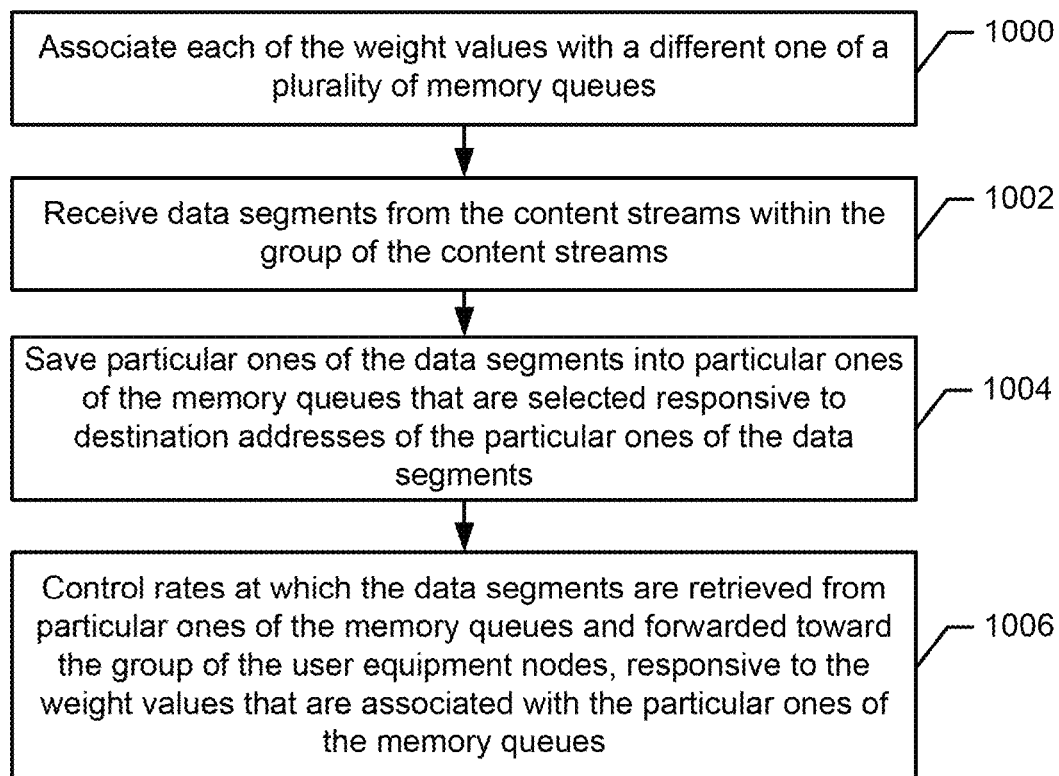 Associate each of the weight values with a different one of a
plurality of memory queues
1000
Receive data segments from the content streams within the
group of the content streams
1002
Save particular ones of the data segments into particular ones
of the memory queues that are selected responsive to
destination addresses of the particular ones of the data
segments
1004
Control rates at which the data segments are retrieved from
particular ones of the memory queues and forwarded toward
the group of the user equipment nodes, responsive to the
weight values that are associated with the particular ones of
the memory queues
1006